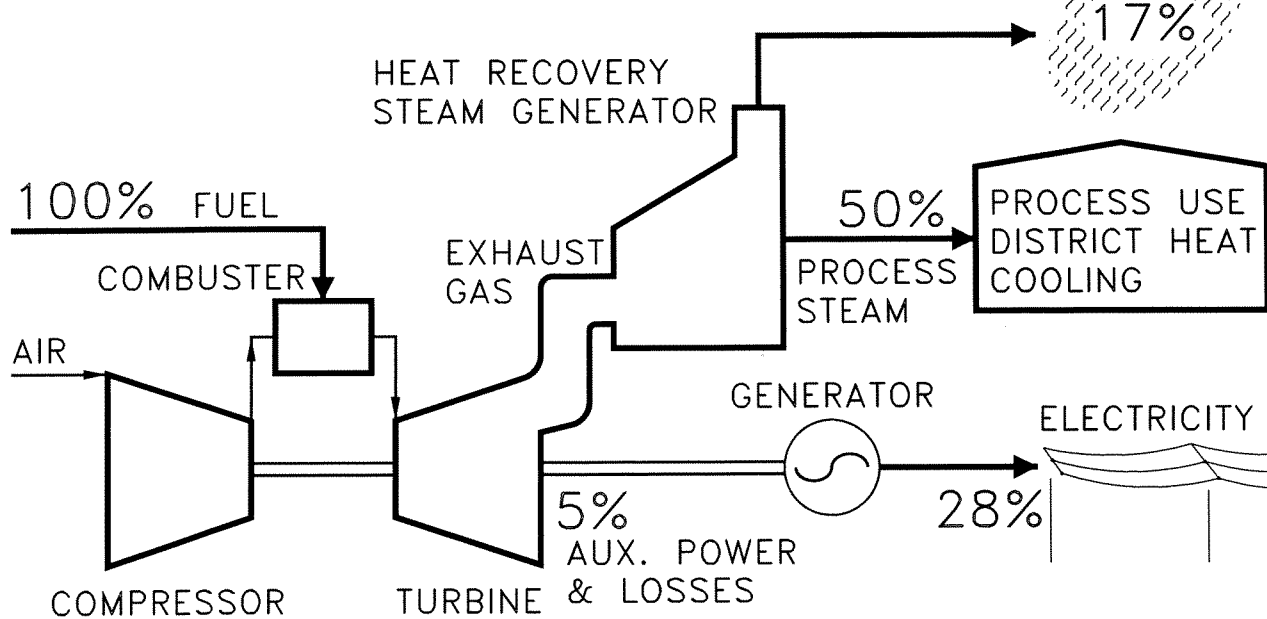 17%
HEAT RECOVERY
STEAM GENERATOR
100% FUEL
COMBUSTER
EXHAUST
GAS
50%
PROCESS
STEAM
PROCESS USE
DISTRICT HEAT
COOLING
AIR
GENERATOR
ELECTRICITY
28%
5%
AUX. POWER
& LOSSES
COMPRESSOR
TURBINE